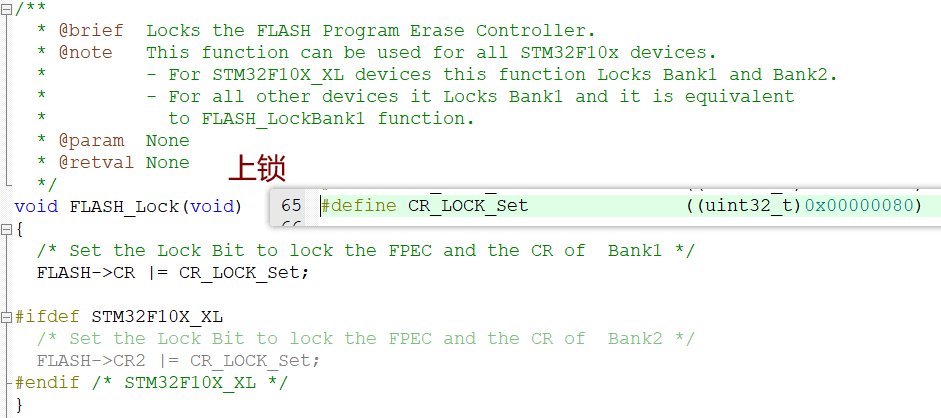 /**
  * @brief  Locks the FLASH Program Erase Controller.
  * @note   This function can be used for all STM32F10x devices.
  *         - For STM32F10X_XL devices this function Locks Bank1 and Bank2.
  *         - For all other devices it Locks Bank1 and it is equivalent
  *           to FLASH_LockBank1 function.
  * @param  None
  * @retval None
上锁
  */
void FLASH_Lock(void)
65 #define CR_LOCK_Set ((uint32_t)0x00000080)
{
  /* Set the Lock Bit to lock the FPEC and the CR of  Bank1 */
  FLASH->CR |= CR_LOCK_Set;
#ifdef STM32F10X_XL
  /* Set the Lock Bit to lock the FPEC and the CR of  Bank2 */
  FLASH->CR2 |= CR_LOCK_Set;
#endif /* STM32F10X_XL */
}